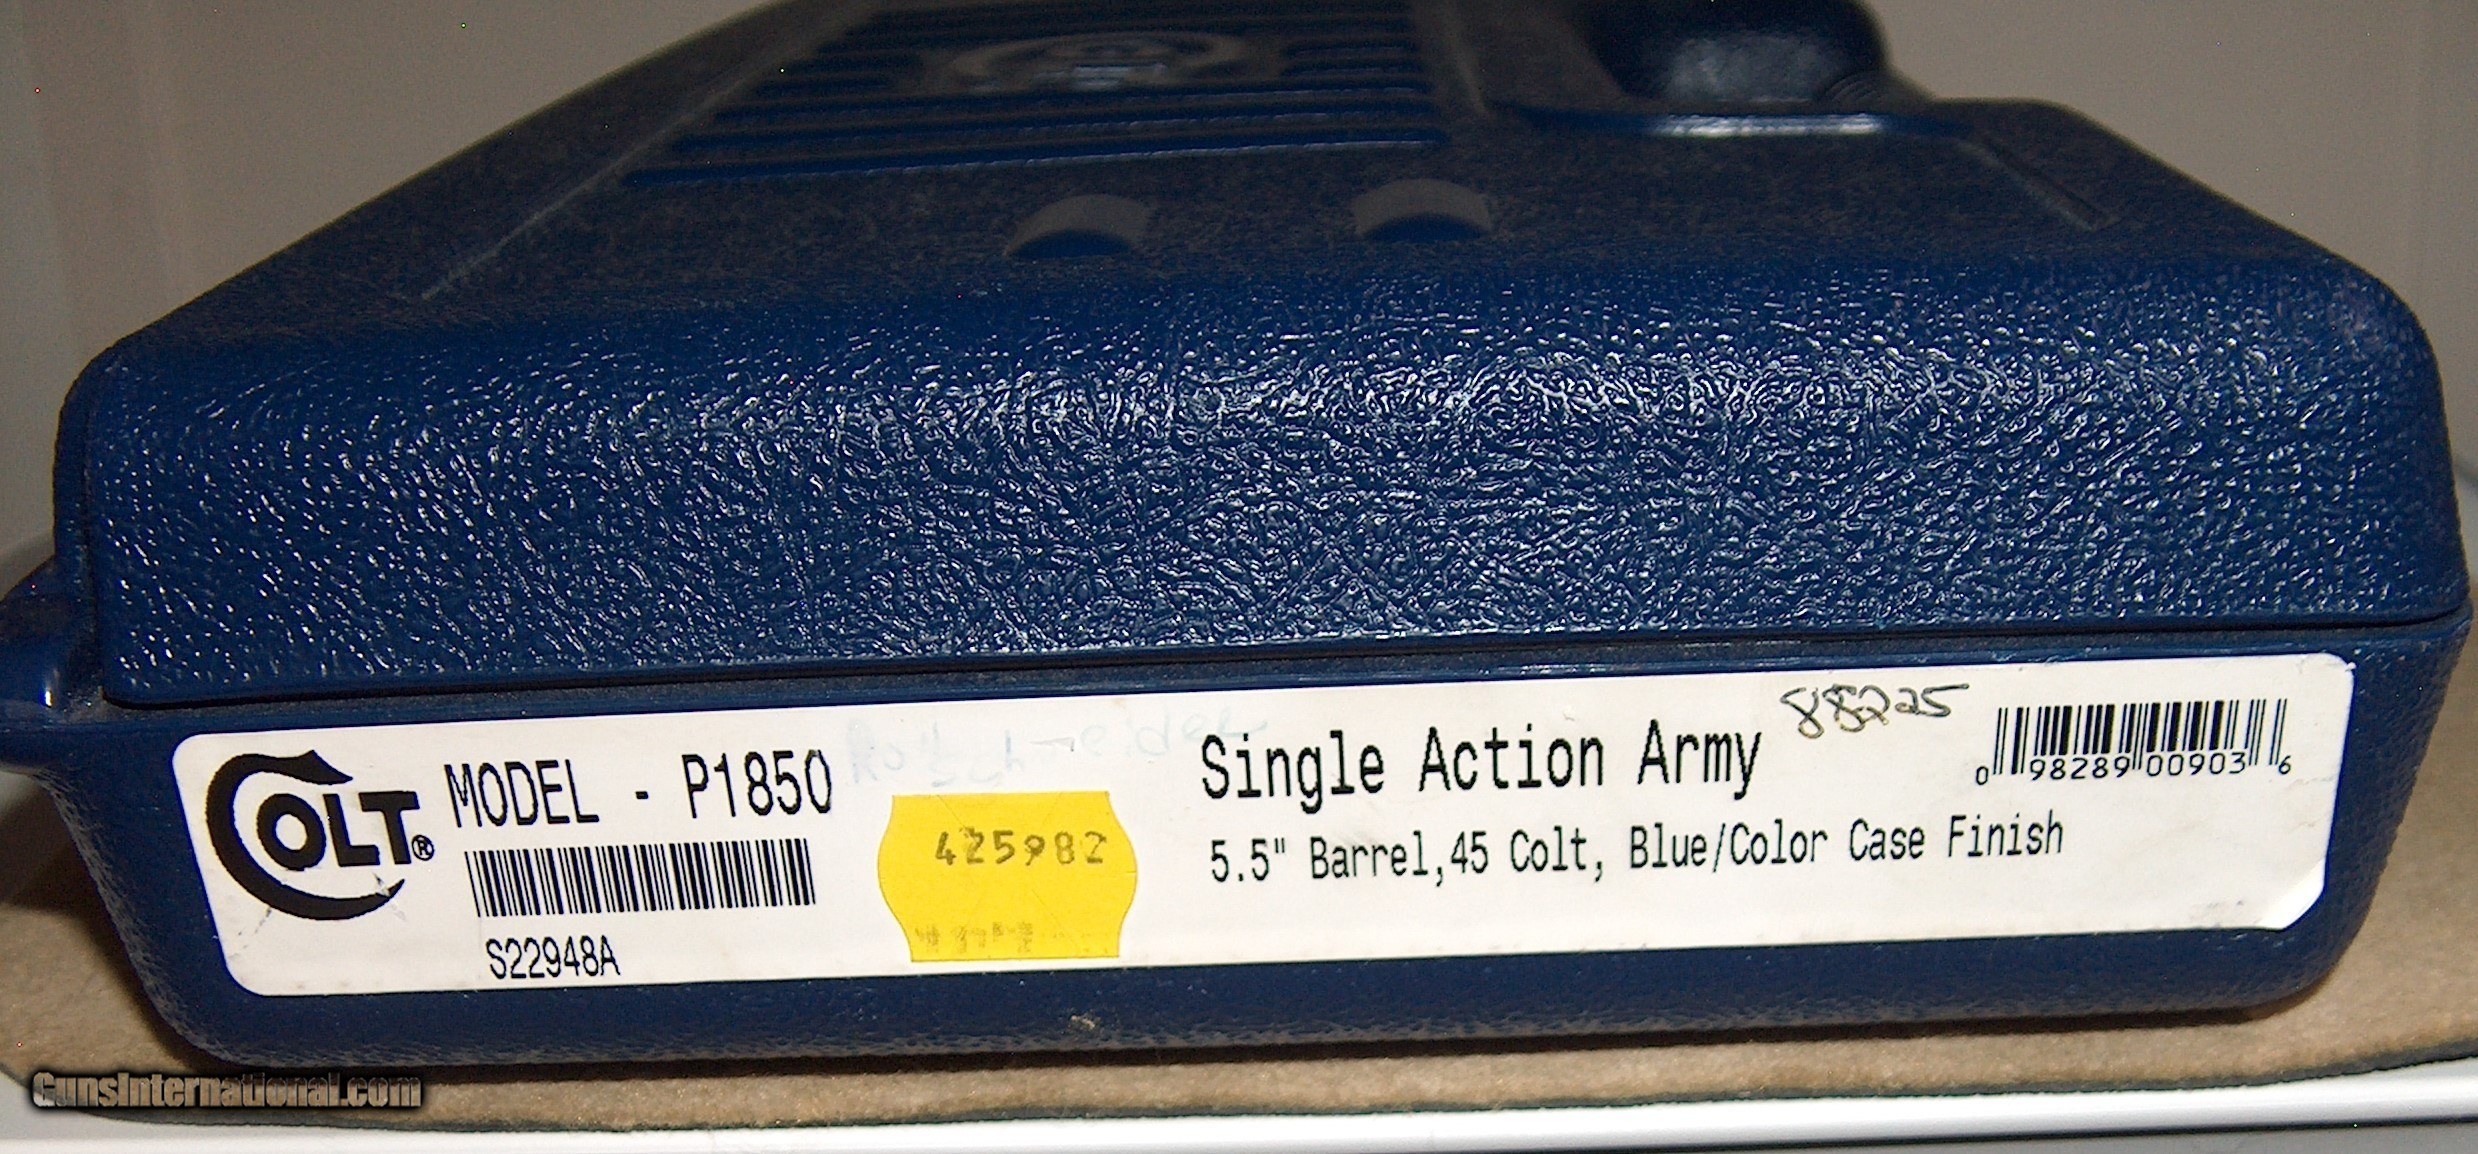 COLT®
MODEL - P1850
S22948A
425982
Single Action Army
5.5" Barrel,45 Colt, Blue/Color Case Finish
88225
0 98289 00903 6
GunsInternational.com